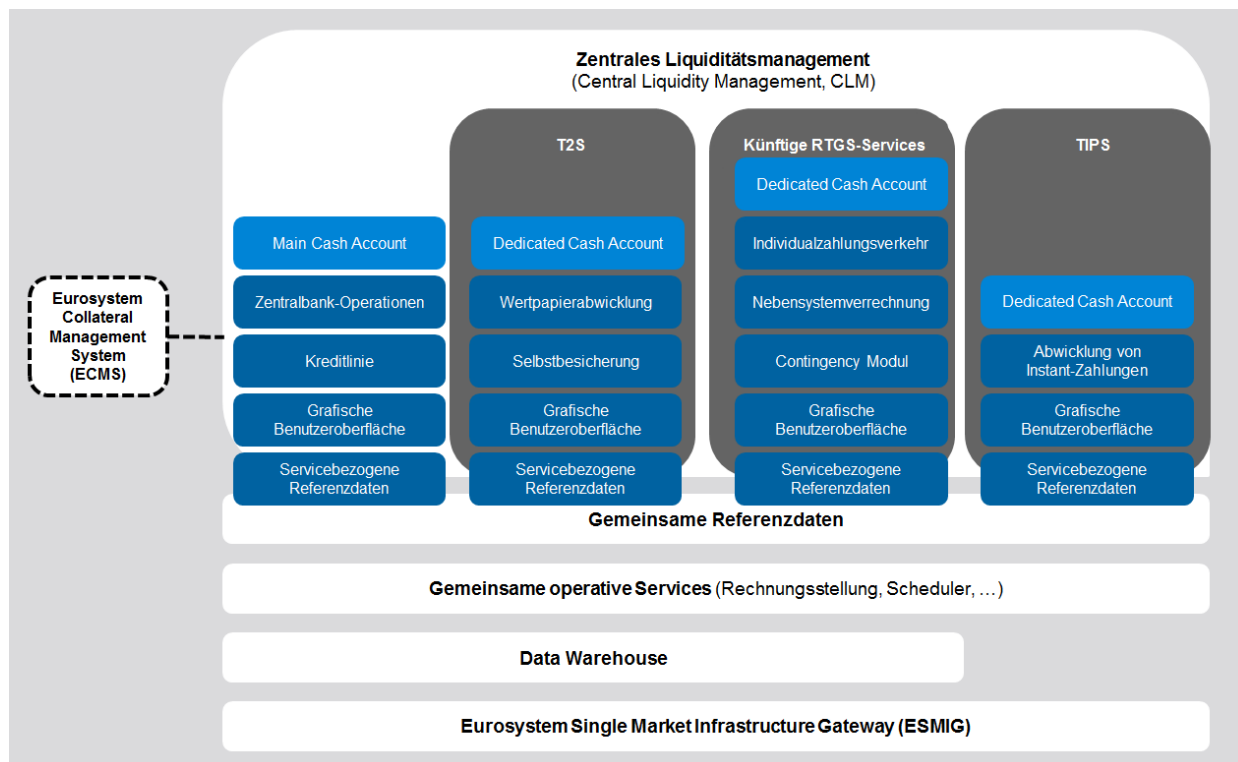 Zentrales Liquiditätsmanagement
(Central Liquidity Management, CLM)
Eurosystem
Collateral
Management
System
(ECMS)
Main Cash Account
Zentralbank-Operationen
Kreditlinie
Grafische
Benutzeroberfläche
Servicebezogene
Referenzdaten
T2S
Dedicated Cash Account
Wertpapierabwicklung
Selbstbesicherung
Grafische
Benutzeroberfläche
Servicebezogene
Referenzdaten
Künftige RTGS-Services
Dedicated Cash Account
Individualzahlungsverkehr
Nebensystemverrechnung
Contingency Modul
Grafische
Benutzeroberfläche
Servicebezogene
Referenzdaten
TIPS
Dedicated Cash Account
Abwicklung von
Instant-Zahlungen
Grafische
Benutzeroberfläche
Servicebezogene
Referenzdaten
Gemeinsame Referenzdaten
Gemeinsame operative Services (Rechnungsstellung, Scheduler, …)
Data Warehouse
Eurosystem Single Market Infrastructure Gateway (ESMIG)